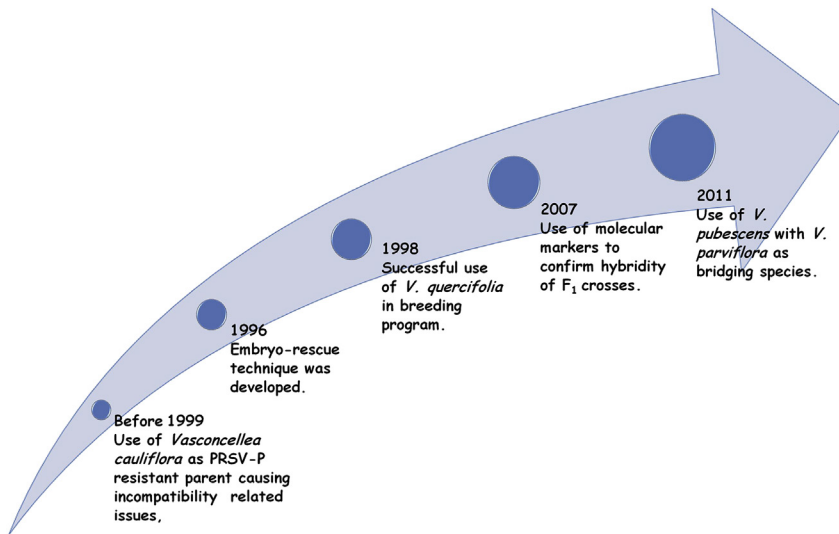 Before 1999
Use of Vasconcellea
cauliflora as PRSV-P
resistant parent causing
incompatibility related
issues,
1996
Embryo-rescue
technique was
developed.
1998
Successful use
of V. quercifolia
in breeding
program.
2007
Use of molecular
markers to
confirm hybridity
of F₁ crosses.
2011
Use of V.
pubescens with V.
parviflora as
bridging species.